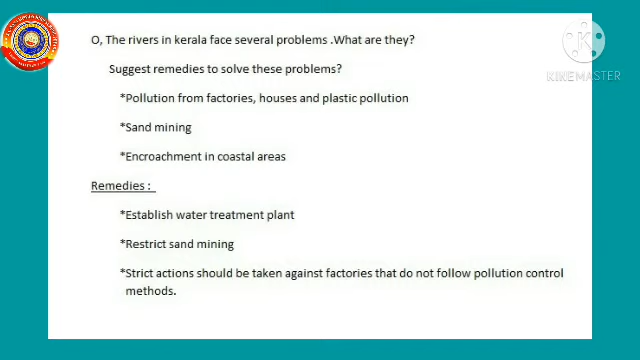 O, The rivers in kerala face several problems .What are they?
Suggest remedies to solve these problems?
*Pollution from factories, houses and plastic pollution
*Sand mining
*Encroachment in coastal areas
Remedies :
*Establish water treatment plant
*Restrict sand mining
*Strict actions should be taken against factories that do not follow pollution control
methods.
KINEMASTER